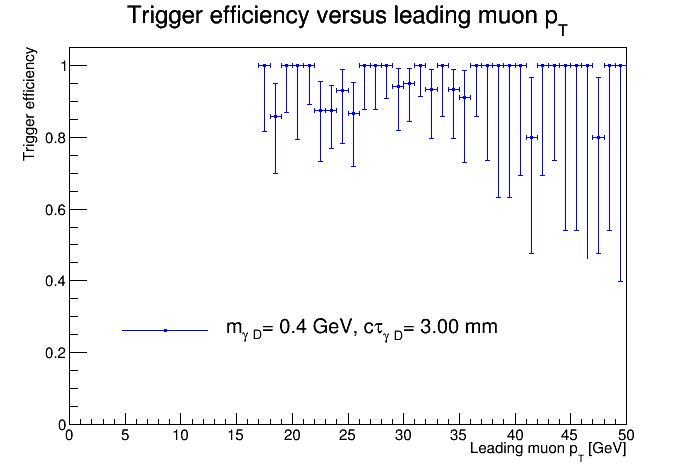 Trigger efficiency versus leading muon pT
Trigger efficiency
1
0.8
0.6
0.4
0.2
0
mγ D= 0.4 GeV, cτγ D= 3.00 mm
0 5 10 15 20 25 30 35 40 45 50
Leading muon pT [GeV]